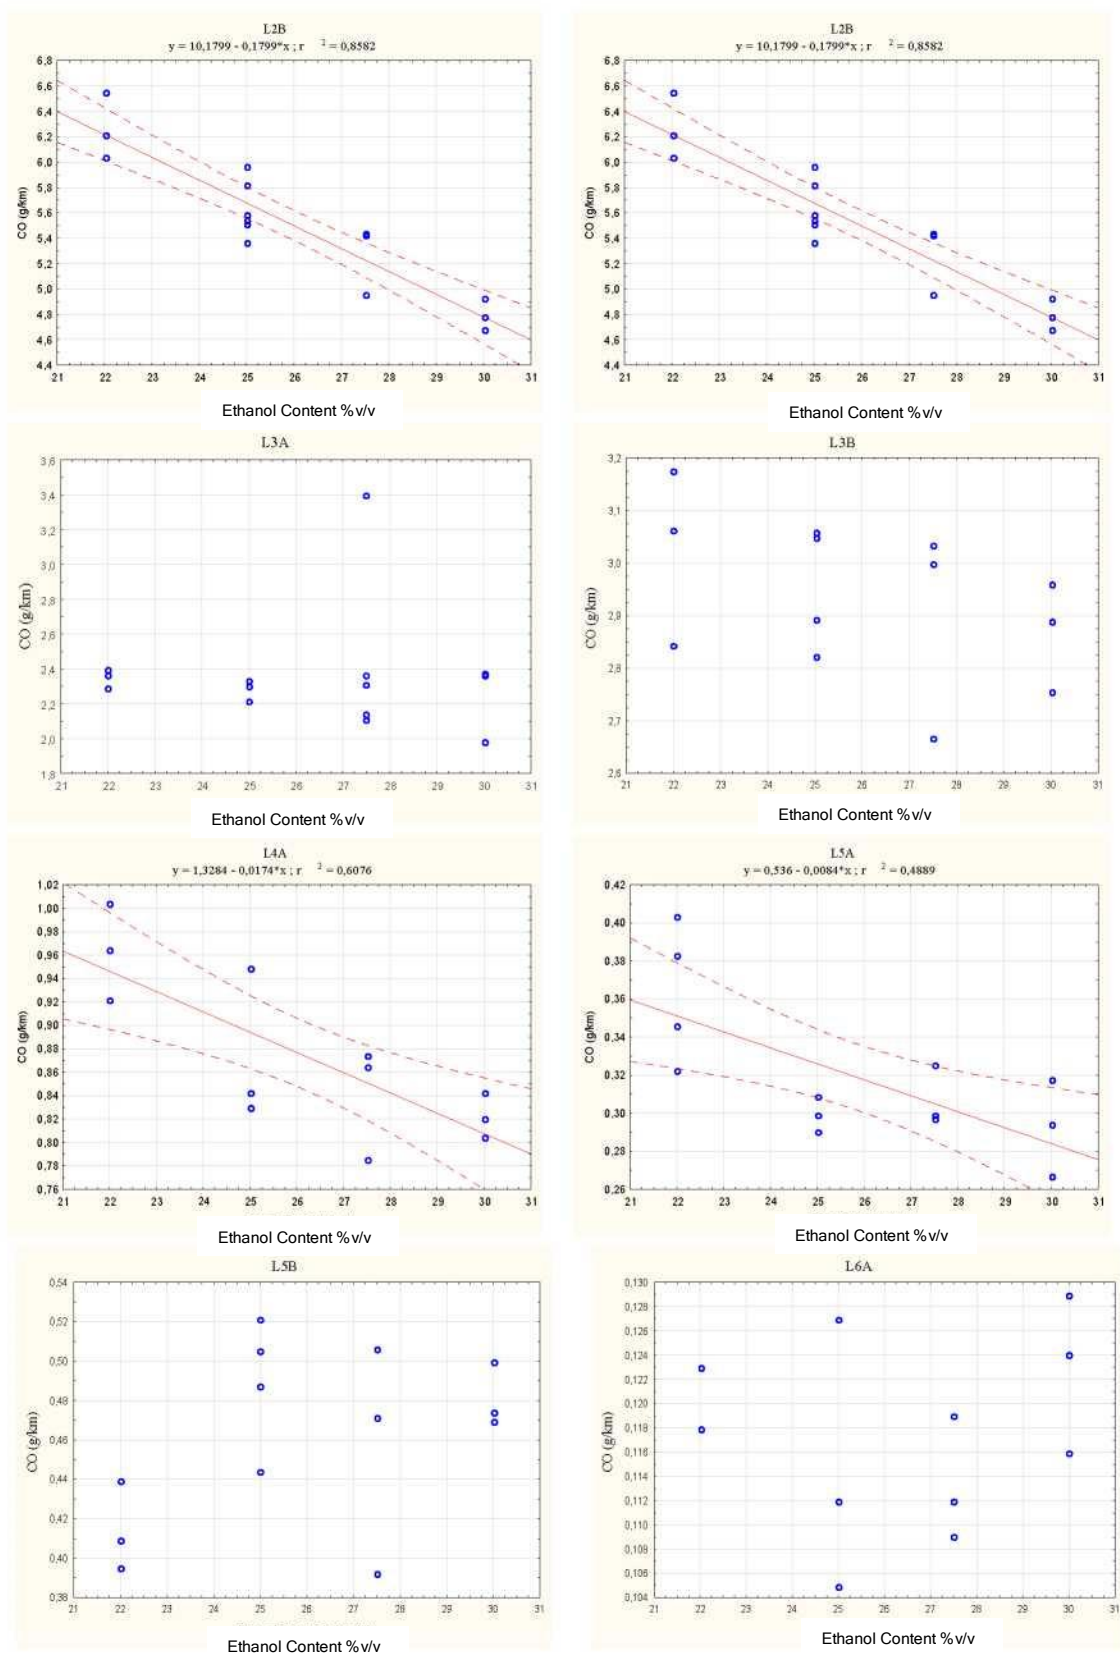 L2B
y = 10,1799 - 0,1799*x ; r 2 = 0,8582
6,8
6,6
6,4
6,2
6,0
5,8
5,6
5,4
5,2
5,0
4,8
4,6
4,4
CO (g/km)
21 22 23 24 25 26 27 28 29 30 31
Ethanol Content %v/v
L2B
y = 10,1799 - 0,1799*x ; r 2 = 0,8582
6,8
6,6
6,4
6,2
6,0
5,8
5,6
5,4
5,2
5,0
4,8
4,6
4,4
CO (g/km)
21 22 23 24 25 26 27 28 29 30 31
Ethanol Content %v/v
L3A
3,6
3,4
3,2
3,0
2,8
2,6
2,4
2,2
2,0
1,8
CO (g/km)
21 22 23 24 25 26 27 28 29 30 31
Ethanol Content %v/v
L3B
3,2
3,1
3,0
2,9
2,8
2,7
2,6
CO (g/km)
21 22 23 24 25 26 27 28 29 30 31
Ethanol Content %v/v
L4A
y = 1,3284 - 0,0174*x ; r 2 = 0,6076
1,02
1,00
0,98
0,96
0,94
0,92
0,90
0,88
0,86
0,84
0,82
0,80
0,78
0,76
CO (g/km)
21 22 23 24 25 26 27 28 29 30 31
Ethanol Content %v/v
L5A
y = 0,536 - 0,0084*x ; r 2 = 0,4889
0,42
0,40
0,38
0,36
0,34
0,32
0,30
0,28
0,26
CO (g/km)
21 22 23 24 25 26 27 28 29 30 31
Ethanol Content %v/v
L5B
0,54
0,52
0,50
0,48
0,46
0,44
0,42
0,40
0,38
CO (g/km)
21 22 23 24 25 26 27 28 29 30 31
Ethanol Content %v/v
L6A
0,130
0,128
0,126
0,124
0,122
0,120
0,118
0,116
0,114
0,112
0,110
0,108
0,106
0,104
CO (g/km)
21 22 23 24 25 26 27 28 29 30 31
Ethanol Content %v/v